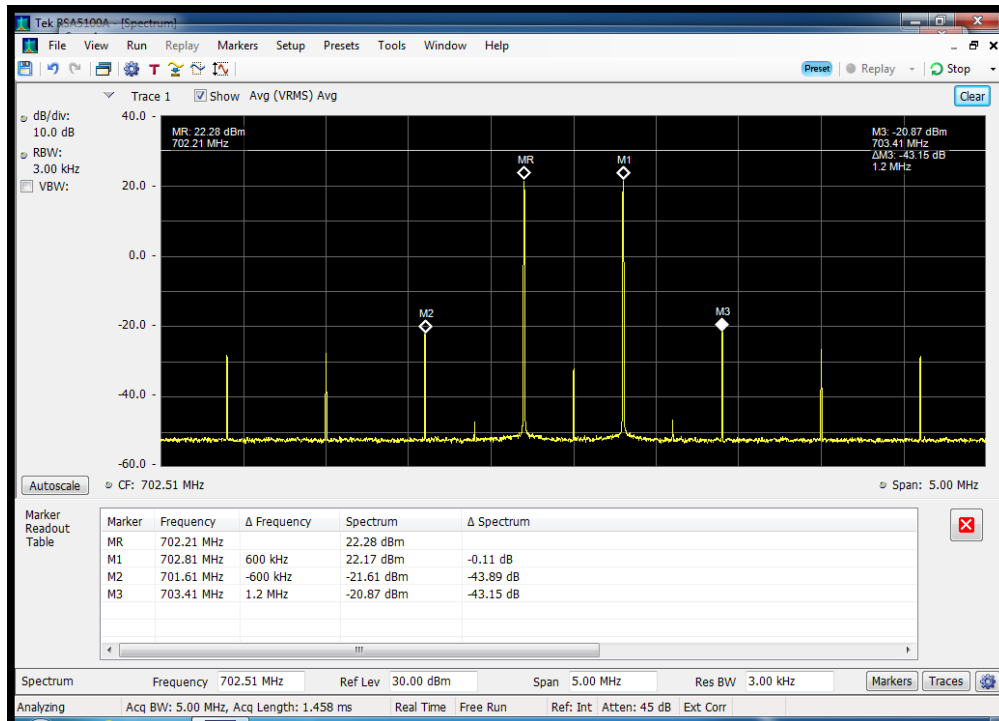 Tek RSA5100A - [Spectrum]
File View Run Replay Markers Setup Presets Tools Window Help
T Preset Replay Stop
Trace 1 Show Avg (VRMS) Avg Clear
dB/div:
10.0 dB
RBW:
3.00 kHz
VBW:
40.0
20.0
0.0
-20.0
-40.0
-60.0
MR: 22.28 dBm
702.21 MHz
M3: -20.87 dBm
703.41 MHz
ΔM3: -43.15 dB
1.2 MHz
MR M1
M2 M3
Autoscale CF: 702.51 MHz Span: 5.00 MHz
Marker
Readout
Table
Marker Frequency Δ Frequency Spectrum Δ Spectrum
MR 702.21 MHz 22.28 dBm
M1 702.81 MHz 600 kHz 22.17 dBm -0.11 dB
M2 701.61 MHz -600 kHz -21.61 dBm -43.89 dB
M3 703.41 MHz 1.2 MHz -20.87 dBm -43.15 dB
Spectrum Frequency 702.51 MHz Ref Lev 30.00 dBm Span 5.00 MHz Res BW 3.00 kHz Markers Traces
Analyzing Acq BW: 5.00 MHz, Acq Length: 1.458 ms Real Time Free Run Ref: Int Atten: 45 dB Ext Corr